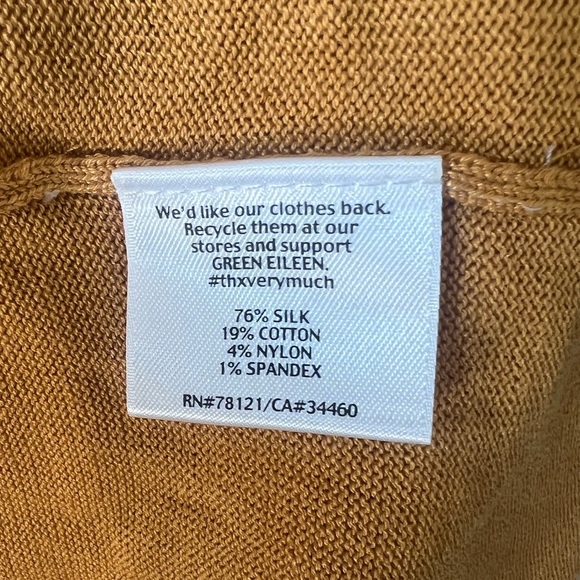 We'd like our clothes back.
Recycle them at our
stores and support
GREEN EILEEN.
#thxverymuch
76% SILK
19% COTTON
4% NYLON
1% SPANDEX
RN#78121/CA#34460